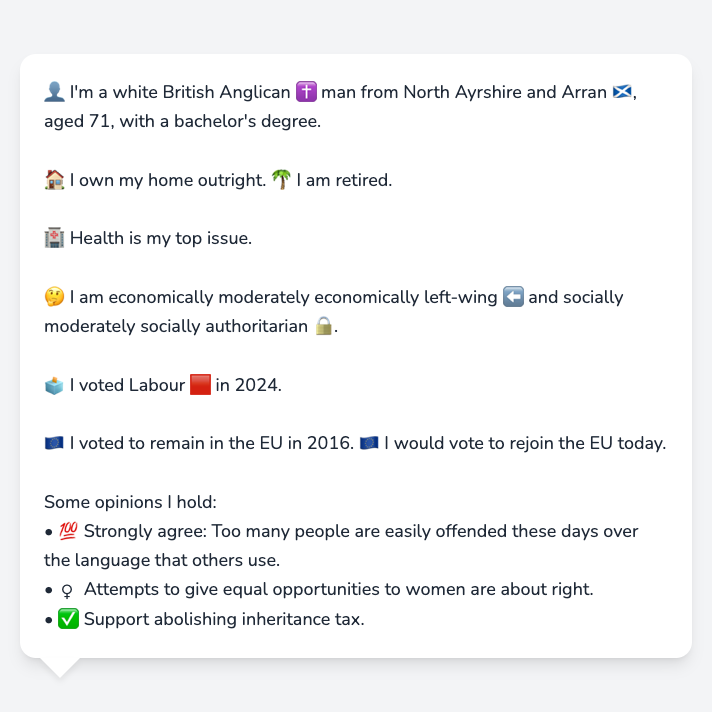 👤 I'm a white British Anglican ✝️ man from North Ayrshire and Arran 🏴󠁧󠁢󠁳󠁣󠁴󠁿,
aged 71, with a bachelor's degree.
🏠 I own my home outright. 🌴 I am retired.
🏥 Health is my top issue.
🤔 I am economically moderately economically left-wing ⬅️ and socially
moderately socially authoritarian 🔒.
🗳️ I voted Labour 🟥 in 2024.
🇪🇺 I voted to remain in the EU in 2016. 🇪🇺 I would vote to rejoin the EU today.
Some opinions I hold:
• 💯 Strongly agree: Too many people are easily offended these days over
the language that others use.
• ♀ Attempts to give equal opportunities to women are about right.
• ✅ Support abolishing inheritance tax.